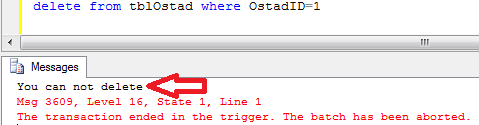 delete from tblOstad where OstadID=1
Messages
You can not delete
Msg 3609, Level 16, State 1, Line 1
The transaction ended in the trigger. The batch has been aborted.